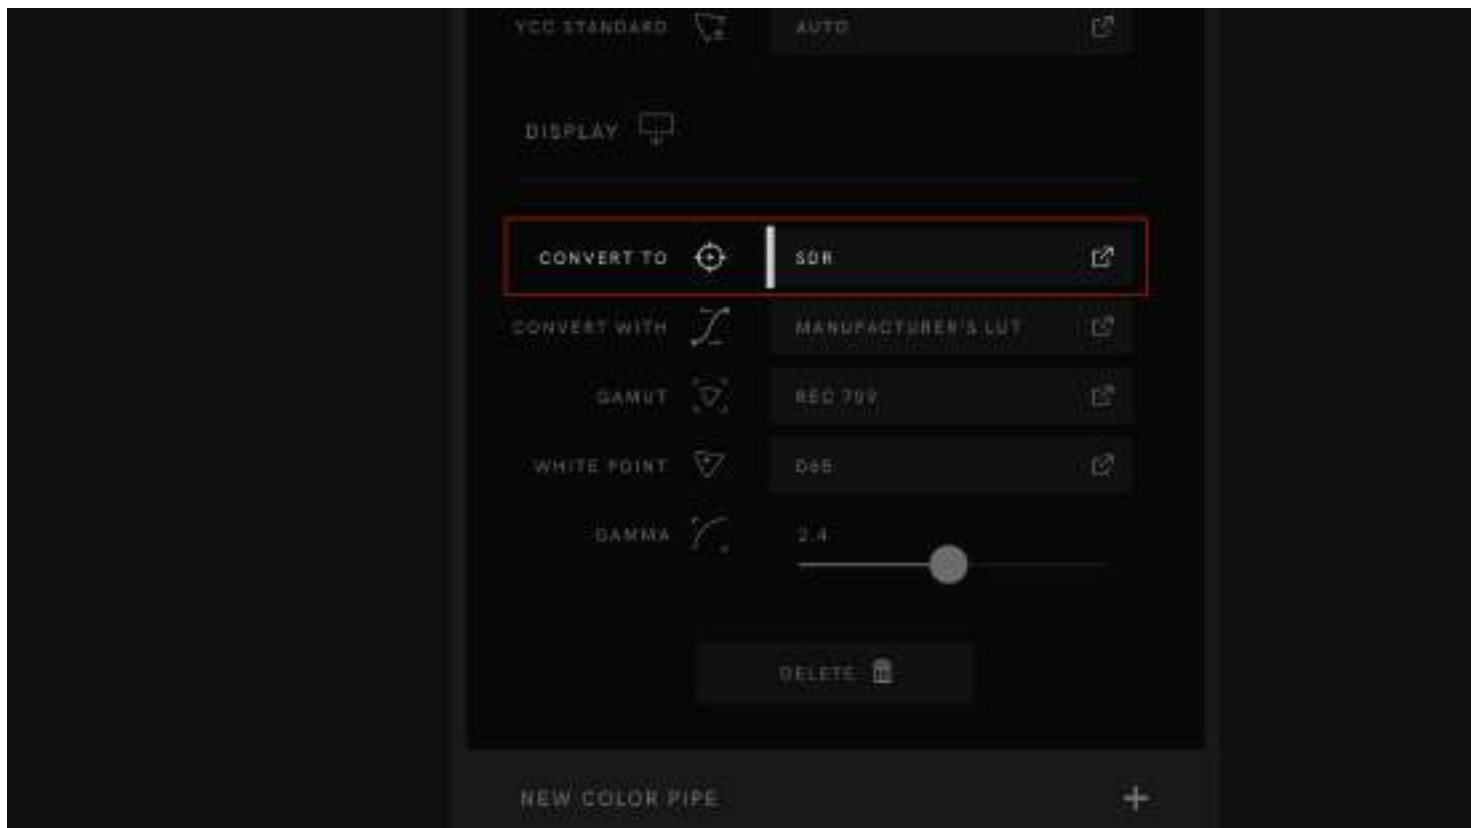 YCC STANDARD AUTO
DISPLAY
CONVERT TO SDR
CONVERT WITH MANUFACTURER'S LUT
GAMUT REC 709
WHITE POINT D65
GAMMA 2.4
DELETE
NEW COLOR PIPE